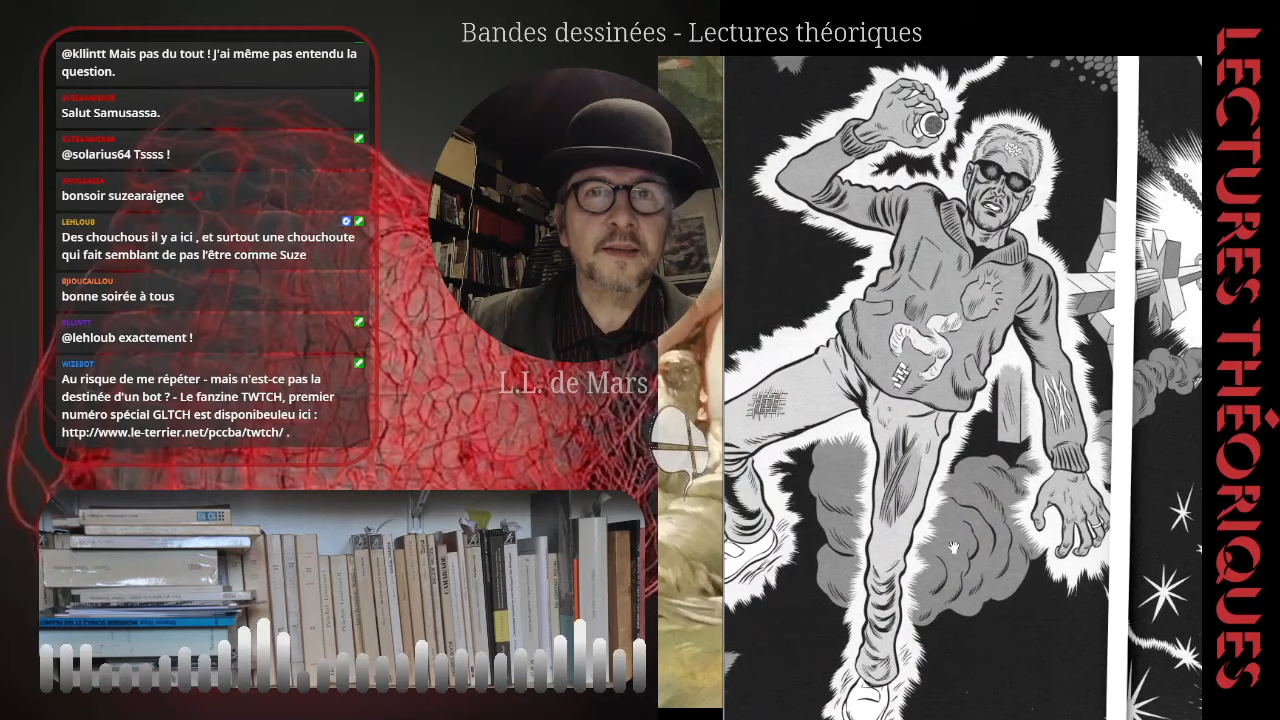 Bandes dessinées - Lectures théoriques
@kllintt Mais pas du tout ! J'ai même pas entendu la
question.
Salut Samusassa.
@solarius64 Tssss !
bonsoir suzearaignee
LEHLOUB
Des chouchous il y a ici , et surtout une chouchoute
qui fait semblant de pas l'être comme Suze
BJIOUCAILLOU
bonne soirée à tous
KLLINTT
@lehloub exactement !
WIZEBOT
Au risque de me répéter - mais n'est-ce pas la
destinée d'un bot ? - Le fanzine TWTCH, premier
numéro spécial GLTCH est disponibeuleu ici :
http://www.le-terrier.net/pccba/twtch/ .
L.L. de Mars
LECTURES THÉORIQUES